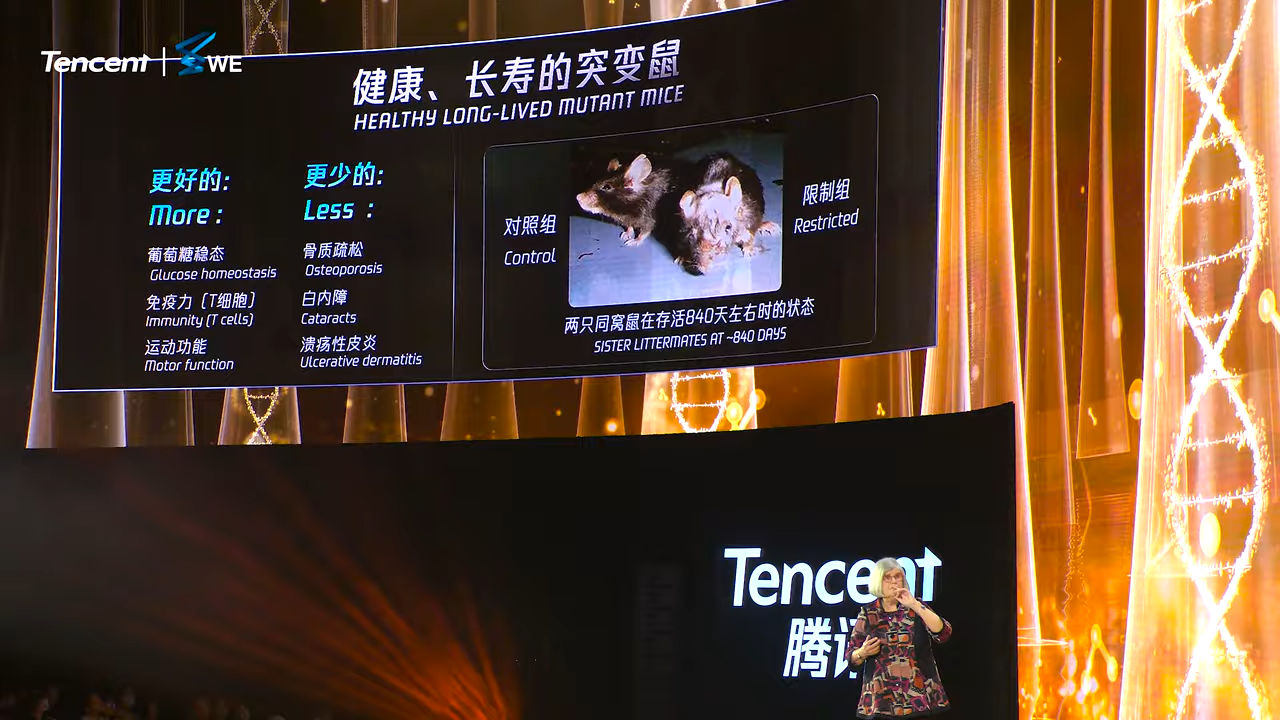 Tencent | WE
健康、长寿的突变鼠
HEALTHY LONG-LIVED MUTANT MICE
更好的:
More :
葡萄糖稳态
Glucose homeostasis
免疫力（T细胞）
Immunity (T cells)
运动功能
Motor function
更少的:
Less :
骨质疏松
Osteoporosis
白内障
Cataracts
溃疡性皮炎
Ulcerative dermatitis
对照组
Control
限制组
Restricted
两只同窝鼠在存活840天左右时的状态
SISTER LITTERMATES AT ~840 DAYS
Tencent
腾讯